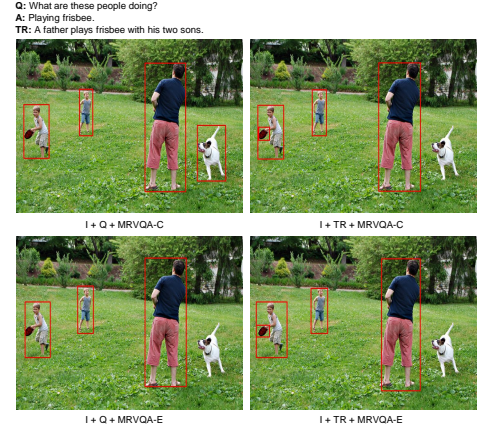 Q: What are these people doing?
A: Playing frisbee.
TR: A father plays frisbee with his two sons.
I + Q + MRVQA-C
I + TR + MRVQA-C
I + Q + MRVQA-E
I + TR + MRVQA-E